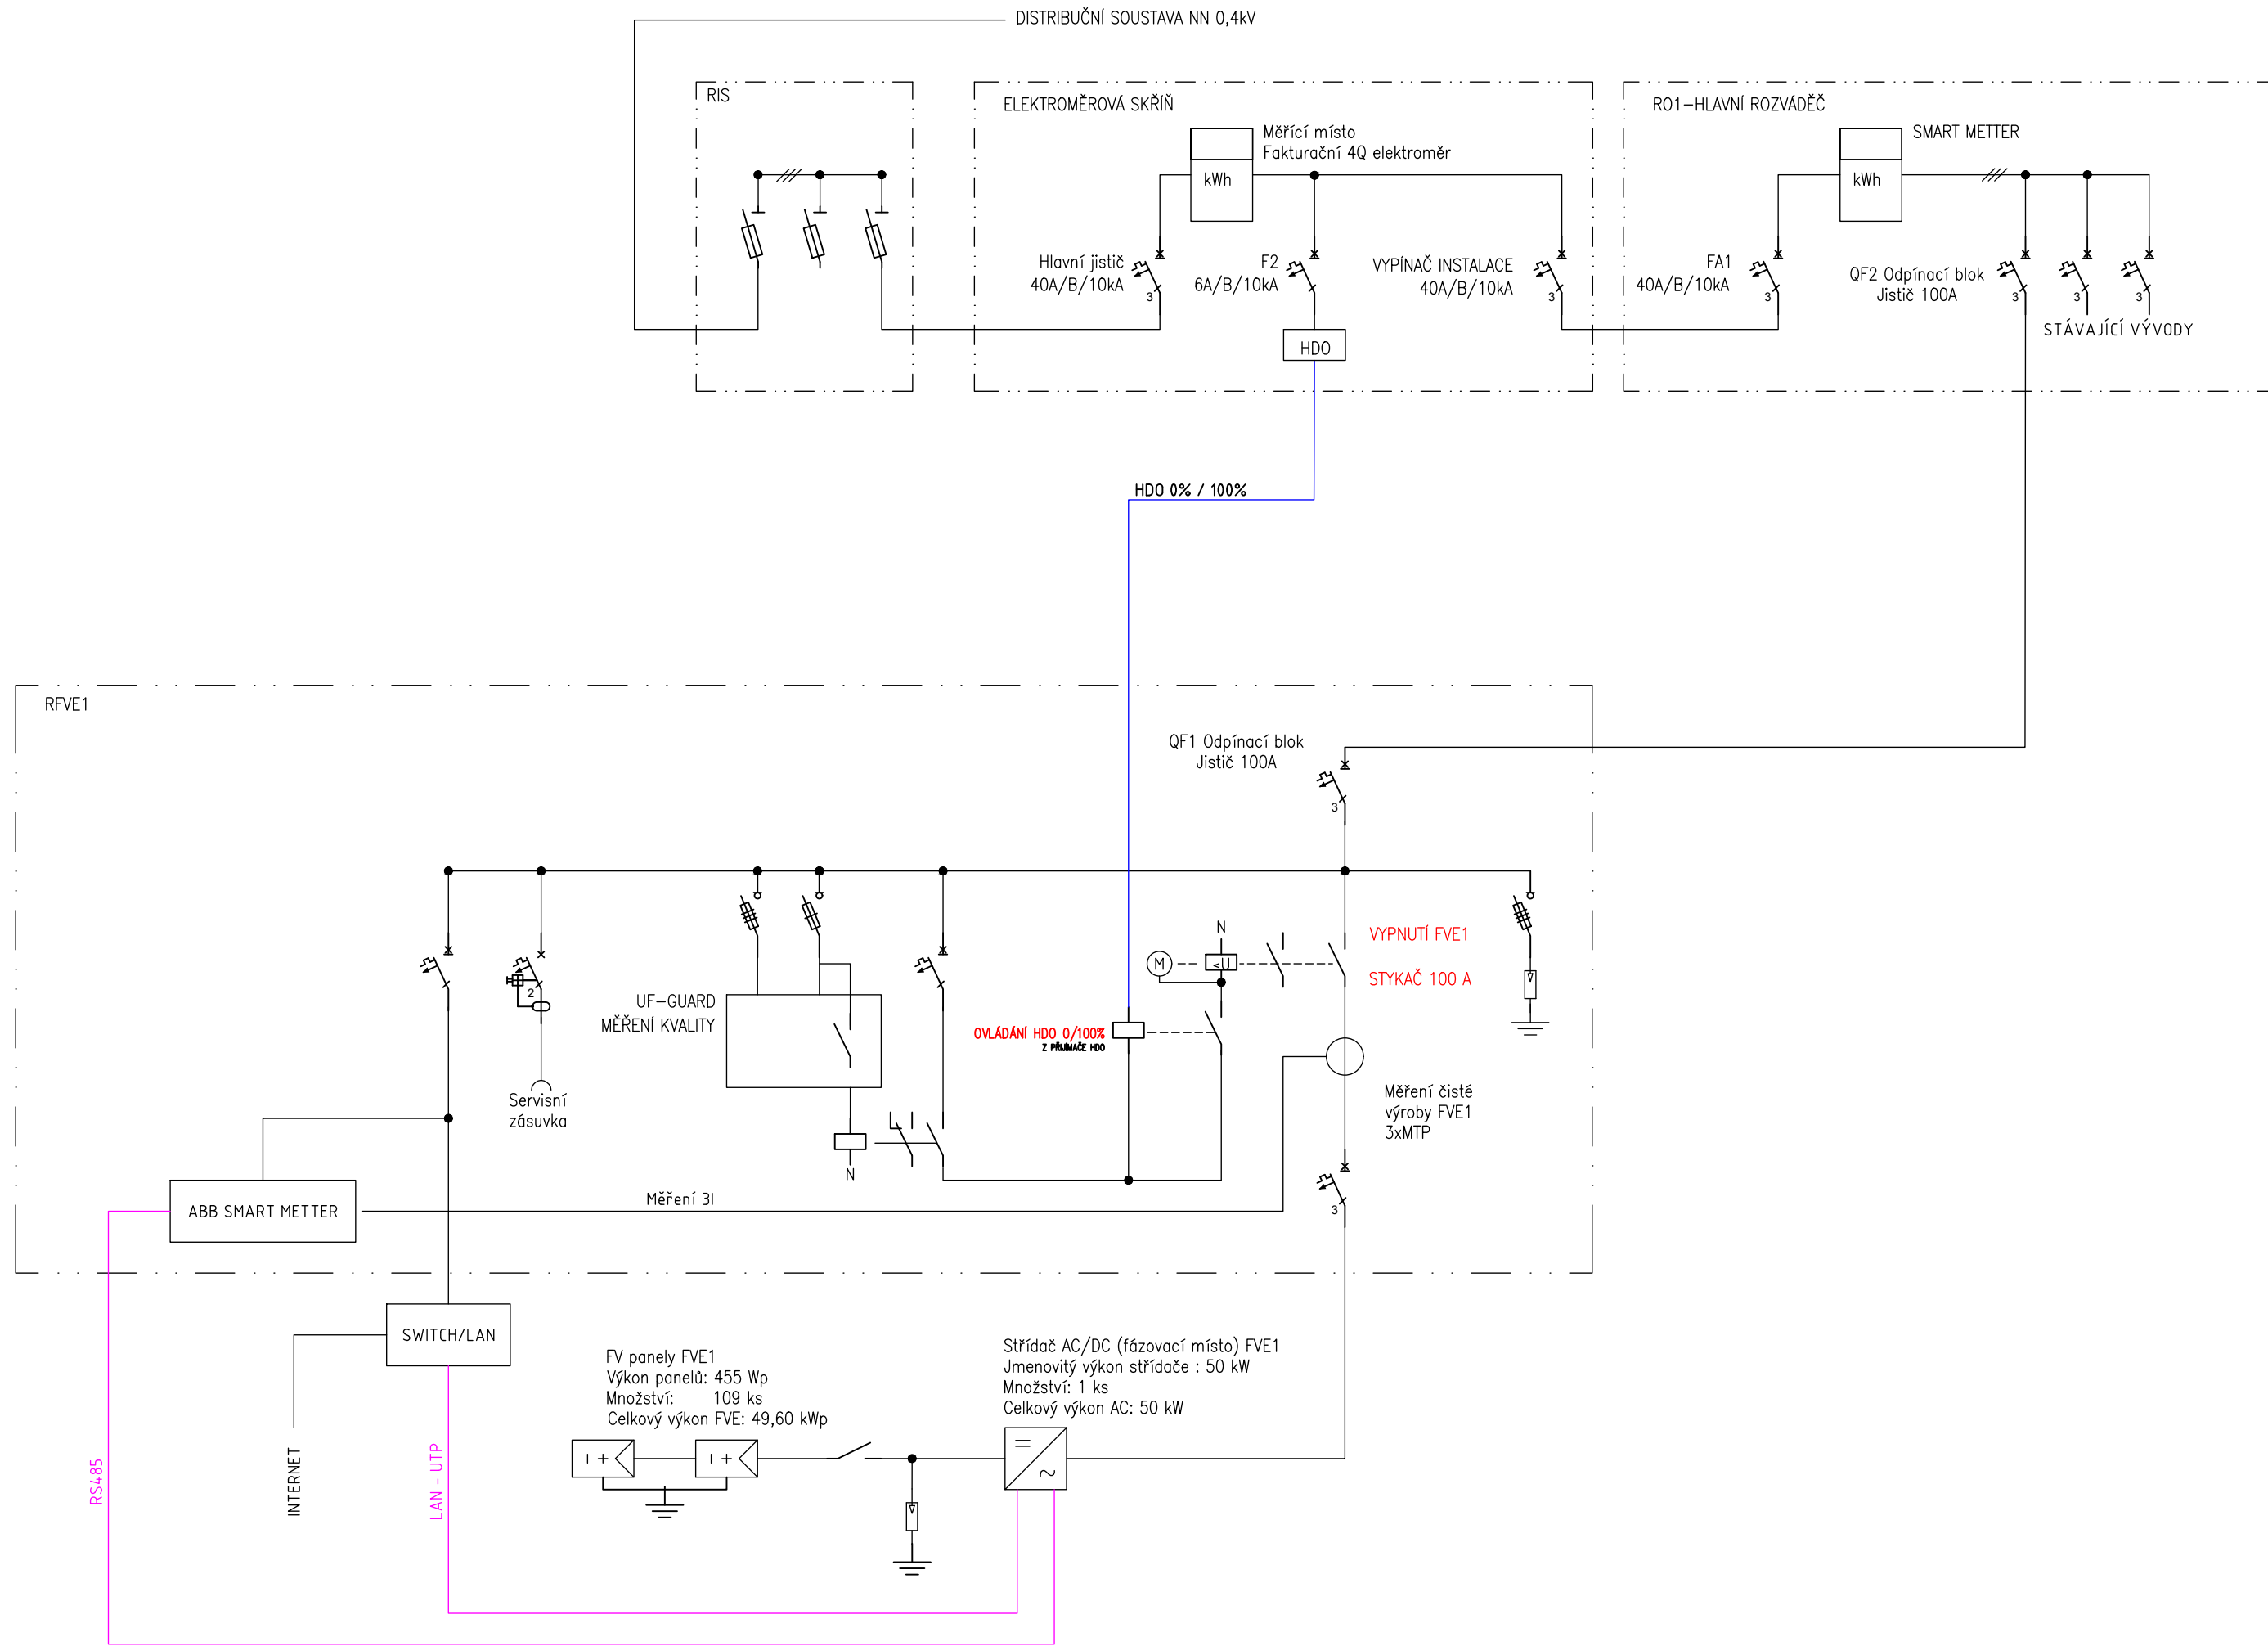 DISTRIBUČNÍ SOUSTAVA NN 0,4kV
RIS
ELEKTROMĚROVÁ SKŘÍŇ
Měřící místo
Fakturační 4Q elektroměr
kWh
Hlavní jistič
40A/B/10kA
3
F2
6A/B/10kA
VYPÍNAČ INSTALACE
40A/B/10kA
3
HDO
RO1-HLAVNÍ ROZVÁDĚČ
SMART METTER
kWh
FA1
40A/B/10kA
3
QF2 Odpínací blok
Jistič 100A
3
3
3
STÁVAJÍCÍ VÝVODY
HDO 0% / 100%
RFVE1
QF1 Odpínací blok
Jistič 100A
3
N
M
<U
VYPNUTÍ FVE1
STYKAČ 100 A
2
UF-GUARD
MĚŘENÍ KVALITY
OVLÁDÁNÍ HDO 0/100%
Z PŘIJÍMAČE HDO
Servisní
zásuvka
Měření čisté
výroby FVE1
3xMTP
N
Měření 3I
3
ABB SMART METTER
SWITCH/LAN
INTERNET
RS485
LAN - UTP
FV panely FVE1
Výkon panelů: 455 Wp
Množství: 109 ks
Celkový výkon FVE: 49,60 kWp
Střídač AC/DC (fázovací místo) FVE1
Jmenovitý výkon střídače : 50 kW
Množství: 1 ks
Celkový výkon AC: 50 kW